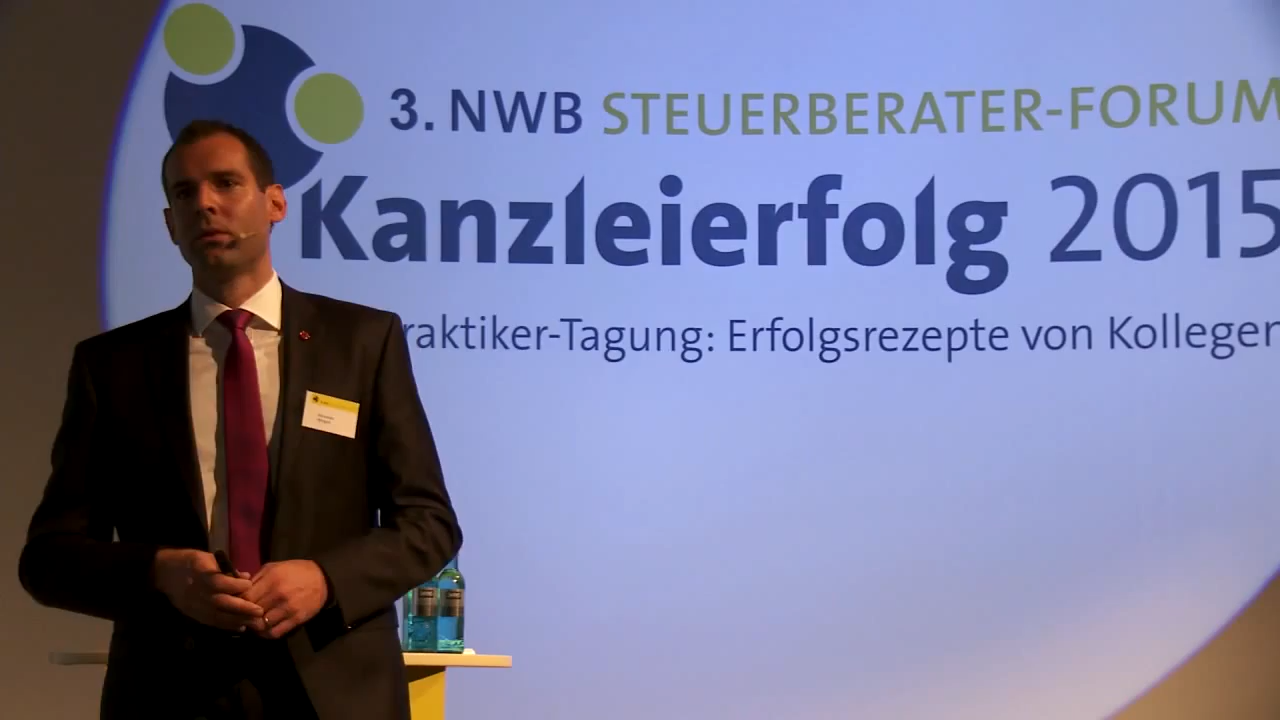 3. NWB STEUERBERATER-FORUM
Kanzleierfolg 2015
raktiker-Tagung: Erfolgsrezepte von Kollegen